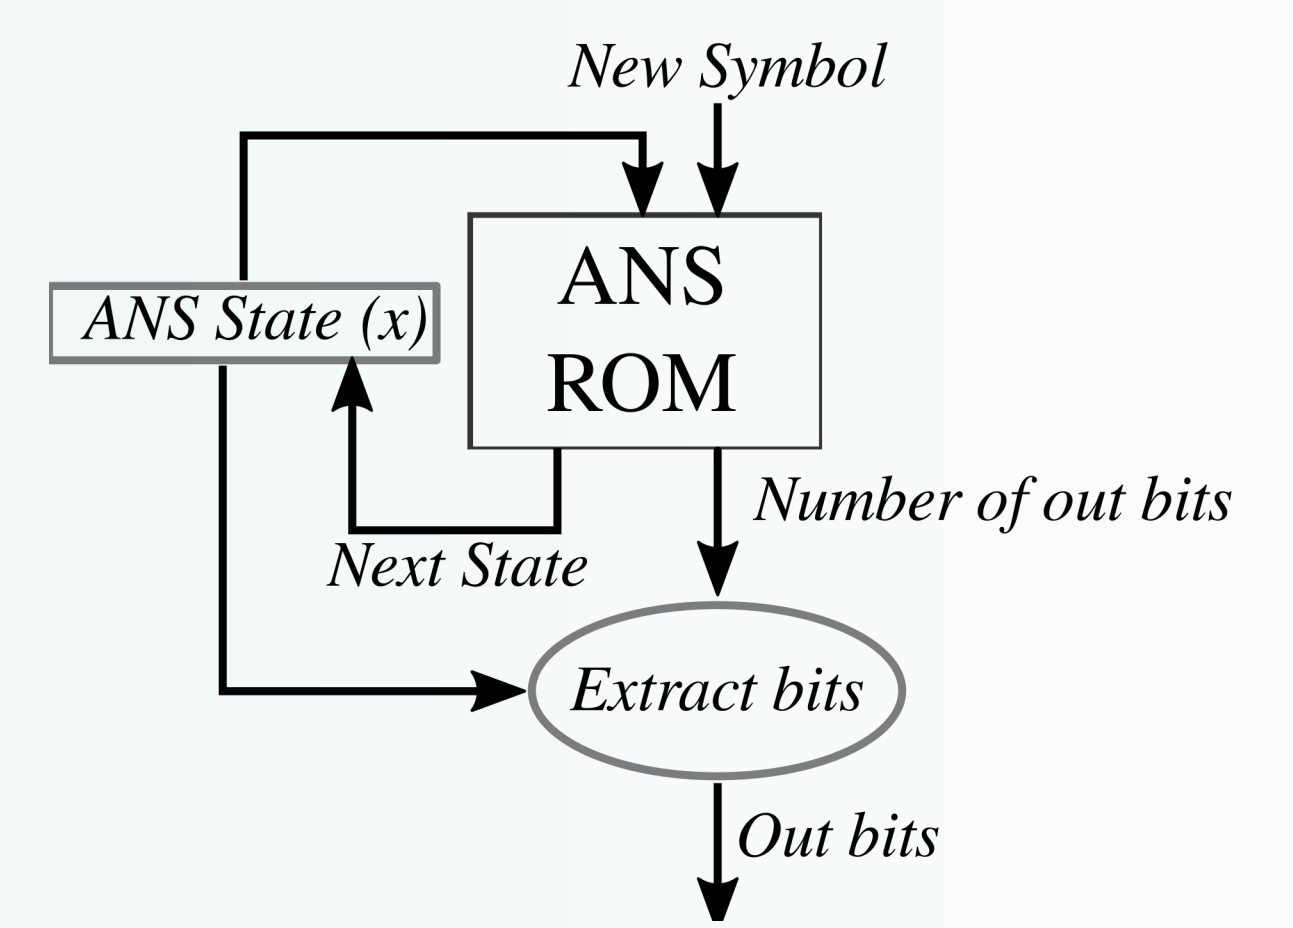 New Symbol
ANS
ROM
ANS State (x)
Number of out bits
Next State
Extract bits
Out bits